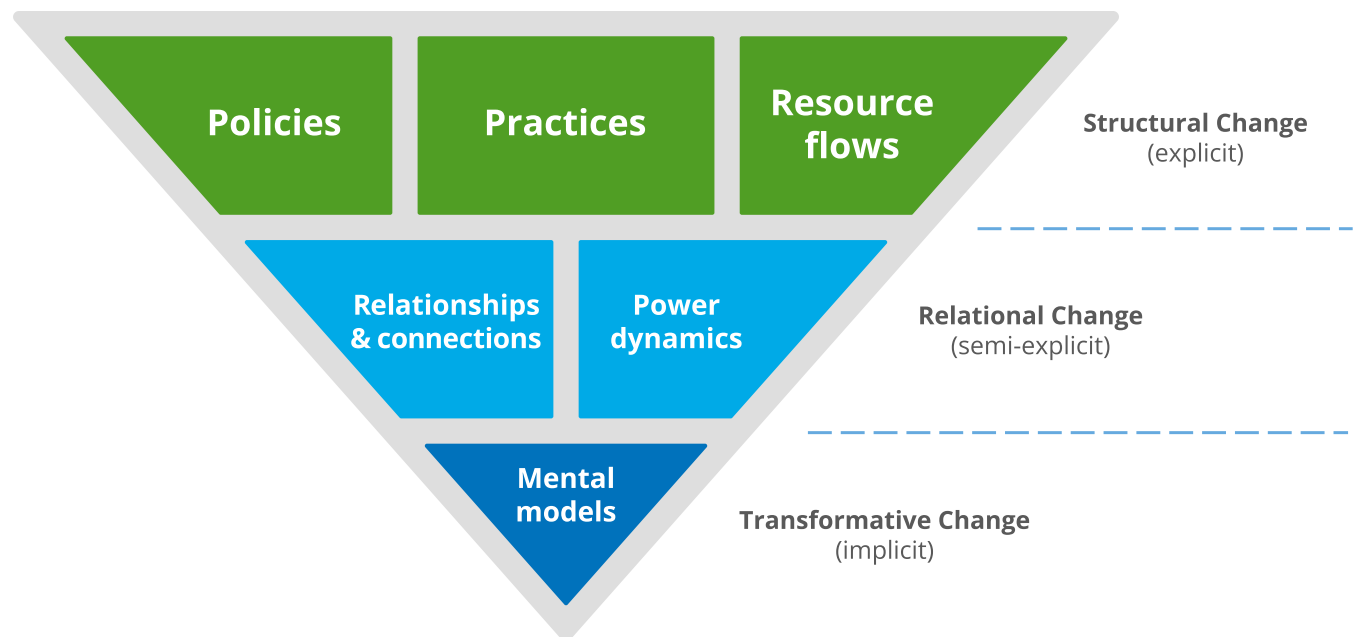 Policies
Practices
Resource
flows
Structural Change
(explicit)
Relationships
& connections
Power
dynamics
Relational Change
(semi-explicit)
Mental
models
Transformative Change
(implicit)